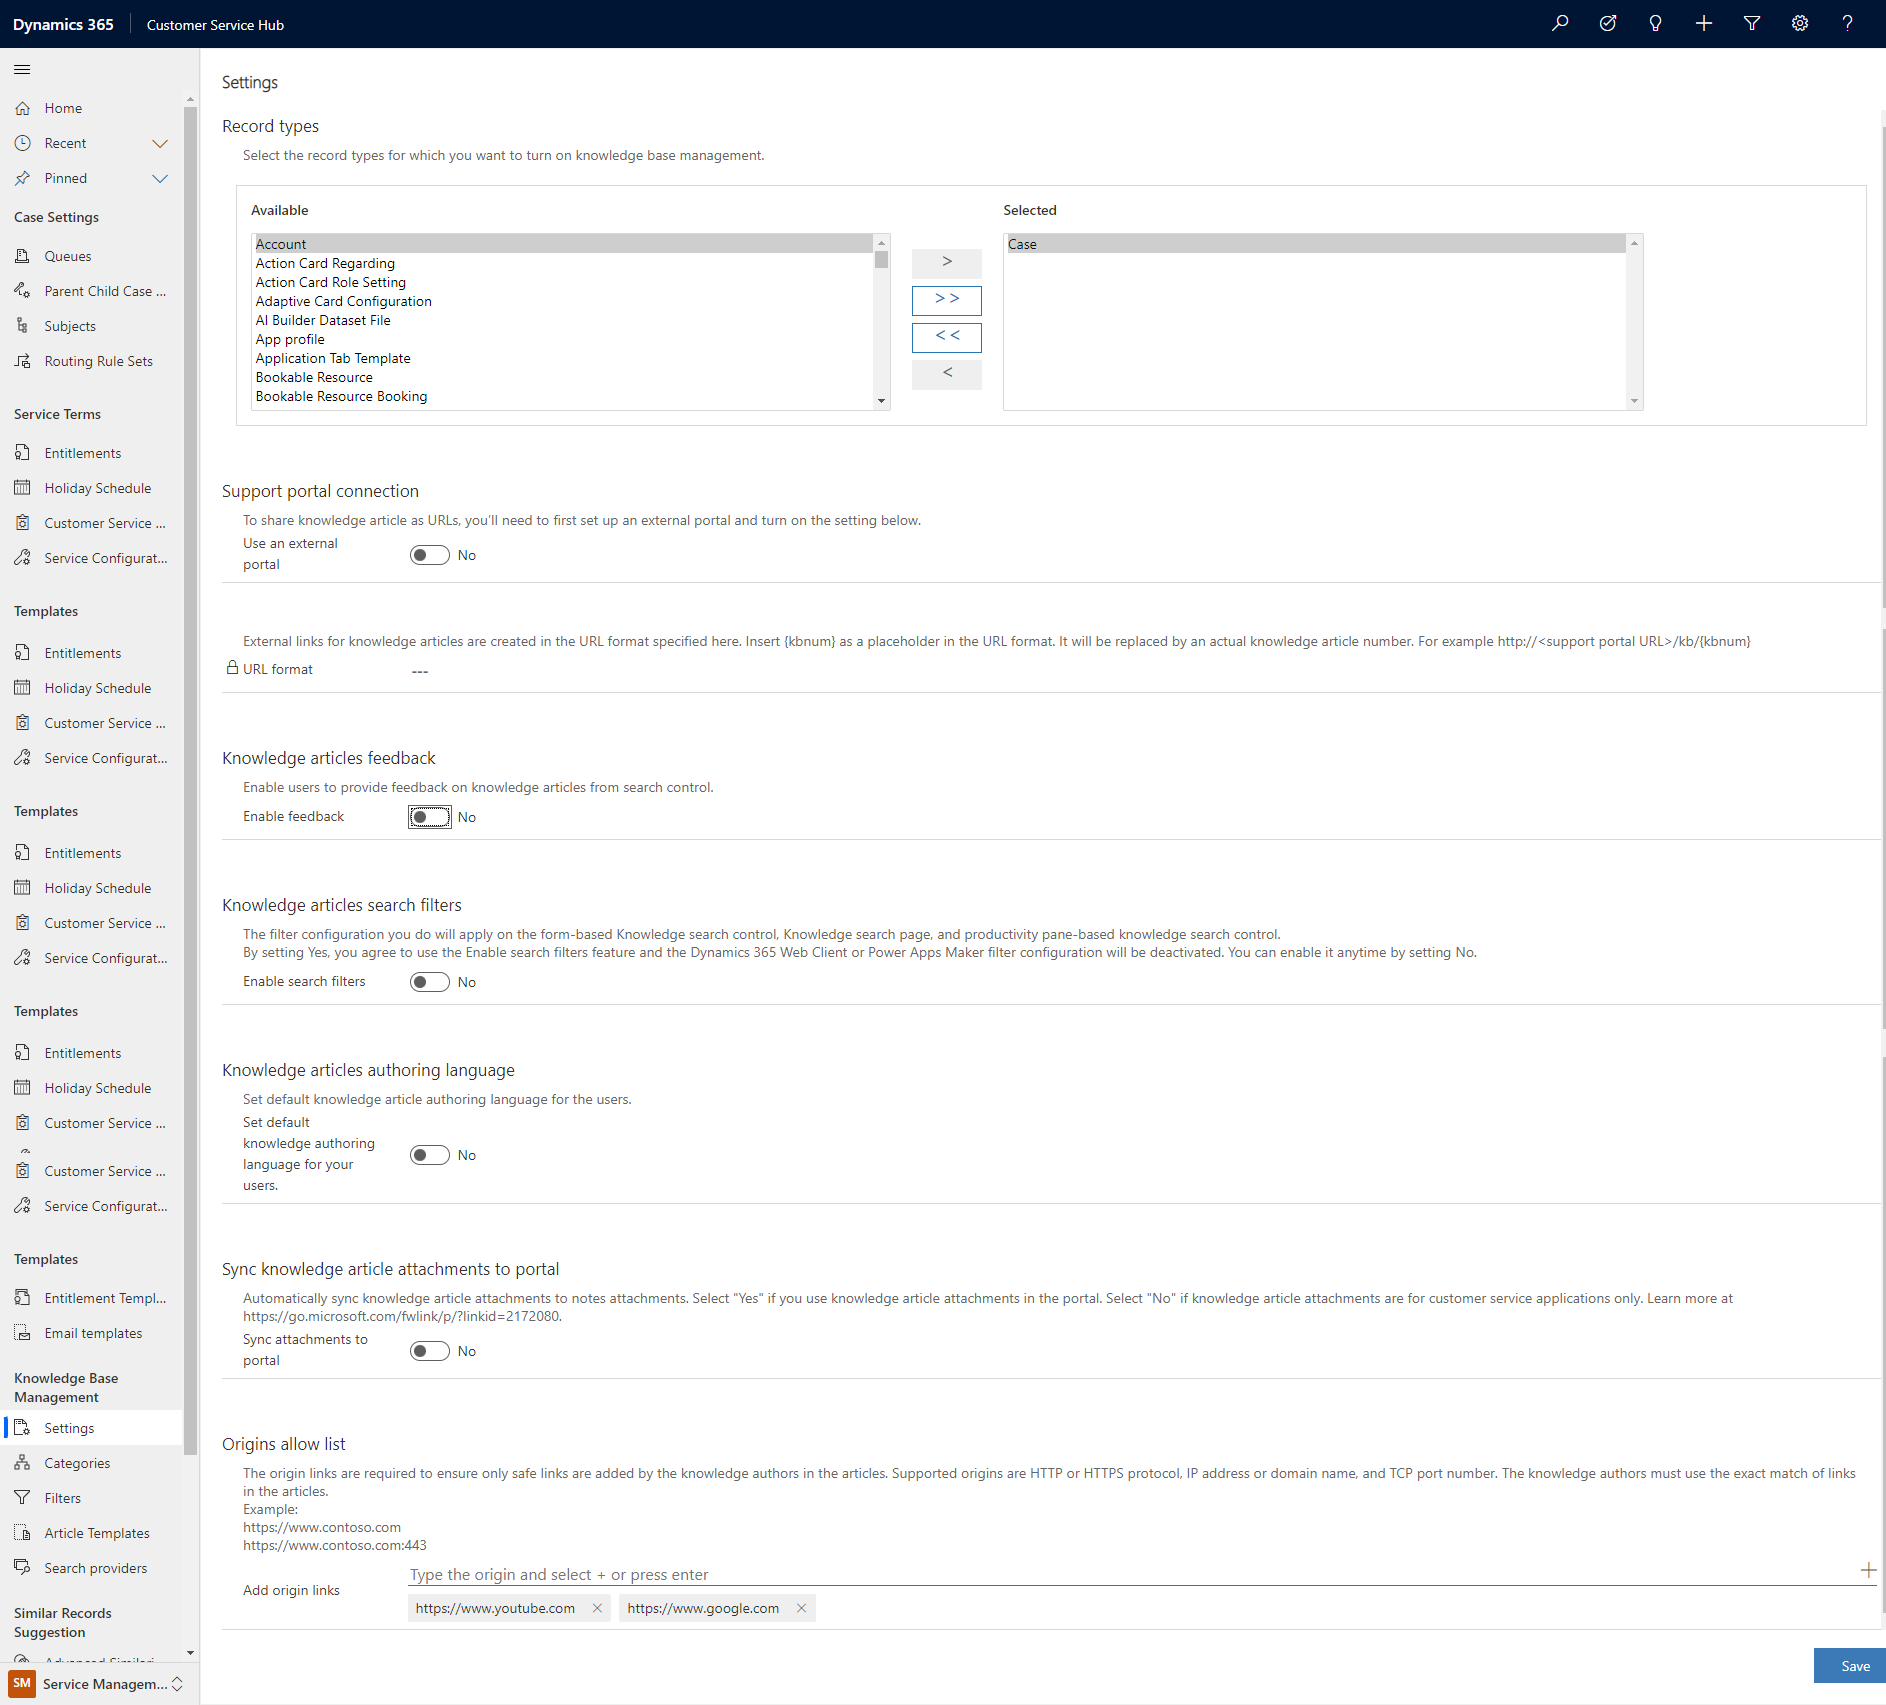 Dynamics 365
Customer Service Hub
Home
Recent
Pinned
Case Settings
Queues
Parent Child Case ...
Subjects
Routing Rule Sets
Service Terms
Entitlements
Holiday Schedule
Customer Service ...
Service Configurat...
Templates
Entitlements
Holiday Schedule
Customer Service ...
Service Configurat...
Templates
Entitlements
Holiday Schedule
Customer Service ...
Service Configurat...
Templates
Entitlements
Holiday Schedule
Customer Service ...
Customer Service ...
Service Configurat...
Templates
Entitlement Templ...
Email templates
Knowledge Base
Management
Settings
Categories
Filters
Article Templates
Search providers
Similar Records
Suggestion
SM
Service Managem...
Settings
Record types
Select the record types for which you want to turn on knowledge base management.
Available
Account
Action Card Regarding
Action Card Role Setting
Adaptive Card Configuration
AI Builder Dataset File
App profile
Application Tab Template
Bookable Resource
Bookable Resource Booking
>
>>
<<
<
Selected
Case
Support portal connection
To share knowledge article as URLs, you'll need to first set up an external portal and turn on the setting below.
Use an external
portal
No
External links for knowledge articles are created in the URL format specified here. Insert {kbnum} as a placeholder in the URL format. It will be replaced by an actual knowledge article number. For example http://<support portal URL>/kb/{kbnum}
URL format
---
Knowledge articles feedback
Enable users to provide feedback on knowledge articles from search control.
Enable feedback
No
Knowledge articles search filters
The filter configuration you do will apply on the form-based Knowledge search control, Knowledge search page, and productivity pane-based knowledge search control.
By setting Yes, you agree to use the Enable search filters feature and the Dynamics 365 Web Client or Power Apps Maker filter configuration will be deactivated. You can enable it anytime by setting No.
Enable search filters
No
Knowledge articles authoring language
Set default knowledge article authoring language for the users.
Set default
knowledge authoring
language for your
users.
No
Sync knowledge article attachments to portal
Automatically sync knowledge article attachments to notes attachments. Select "Yes" if you use knowledge article attachments in the portal. Select "No" if knowledge article attachments are for customer service applications only. Learn more at
https://go.microsoft.com/fwlink/p/?linkid=2172080.
Sync attachments to
portal
No
Origins allow list
The origin links are required to ensure only safe links are added by the knowledge authors in the articles. Supported origins are HTTP or HTTPS protocol, IP address or domain name, and TCP port number. The knowledge authors must use the exact match of links
in the articles.
Example:
https://www.contoso.com
https://www.contoso.com:443
Add origin links
Type the origin and select + or press enter
https://www.youtube.com
https://www.google.com
Save